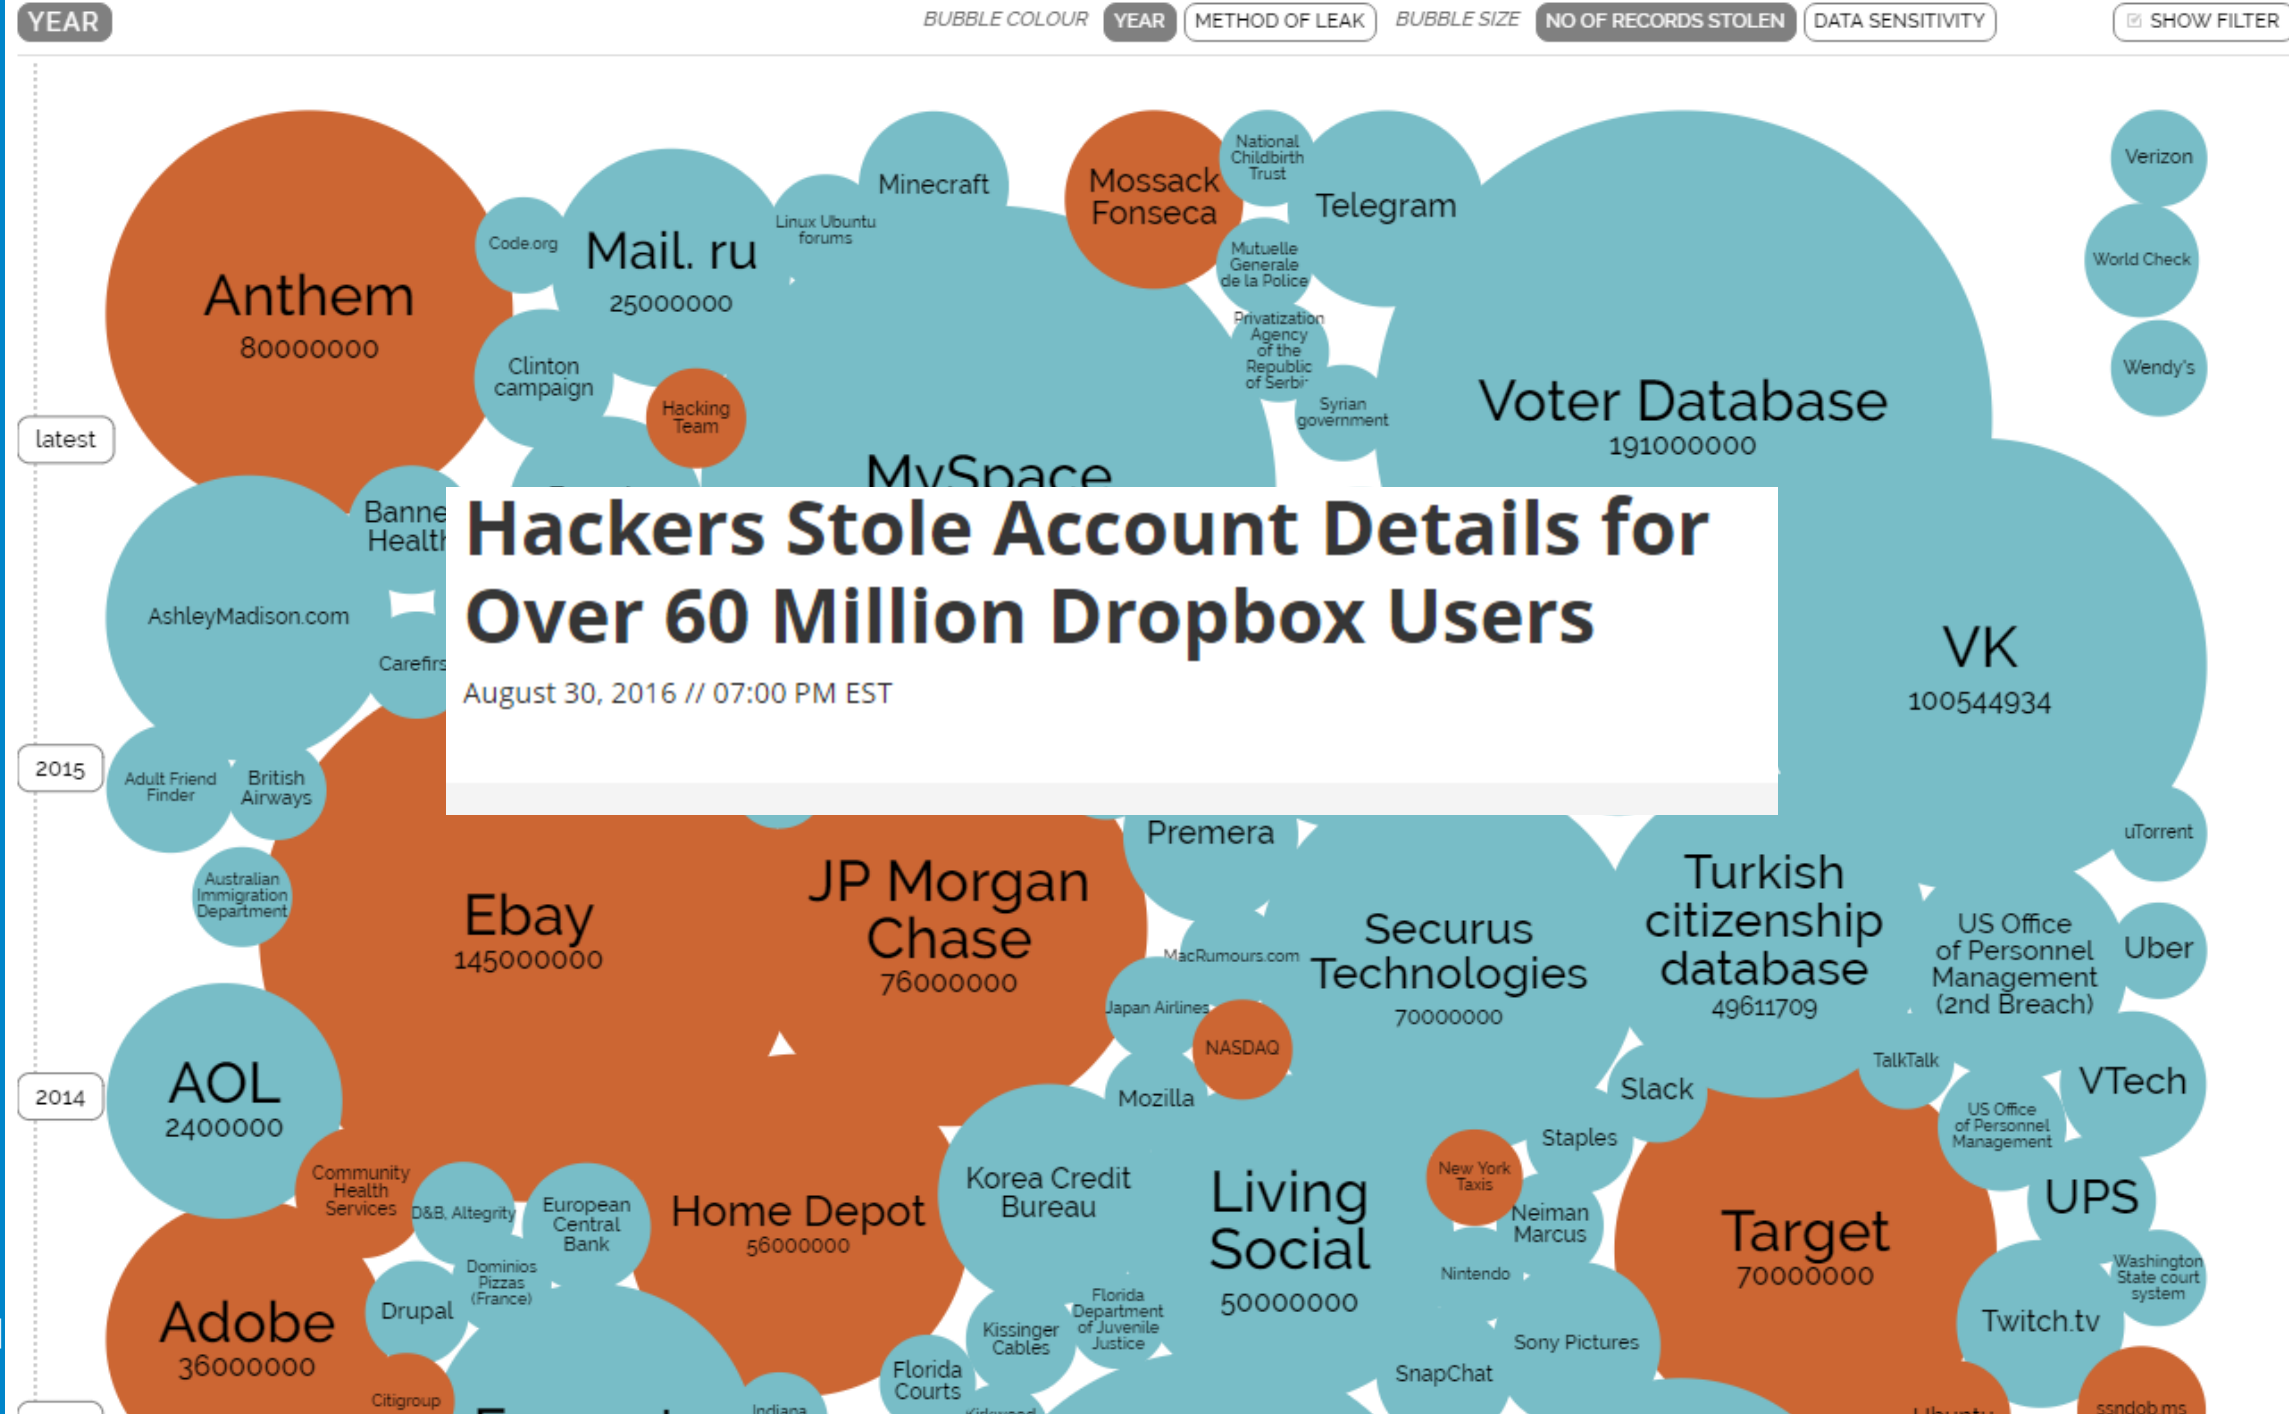 YEAR
BUBBLE COLOUR YEAR METHOD OF LEAK BUBBLE SIZE NO OF RECORDS STOLEN DATA SENSITIVITY SHOW FILTER
latest
2015
2014
Anthem
80000000
Code.org
Mail. ru
25000000
Linux Ubuntu
forums
Minecraft
Mossack
Fonseca
National
Childbirth
Trust
Telegram
Mutuelle
Generale
de la Police
Privatization
Agency
of the
Republic
of
Syrian
government
Voter Database
191000000
Verizon
World Check
Wendy's
Clinton
campaign
Hacking
Team
MySpace
Hackers Stole Account Details for
Over 60 Million Dropbox Users
August 30, 2016 // 07:00 PM EST
AshleyMadison.com
VK
100544934
Adult Friend
Finder
British
Airways
Australian
Immigration
Department
Ebay
145000000
JP Morgan
Chase
76000000
Premera
MacRumours.com
Japan Airlines
NASDAQ
Mozilla
Securus
Technologies
70000000
Turkish
citizenship
database
49611709
US Office
of Personnel
Management
(2nd Breach)
uTorrent
Uber
TalkTalk
VTech
Slack
US Office
of Personnel
Management
UPS
AOL
2400000
Community
Health
Services
D&B, Altegrity
European
Central
Bank
Dominios
Pizzas
(France)
Drupal
Home Depot
56000000
Korea Credit
Bureau
Living
Social
50000000
New York
Taxis
Staples
Neiman
Marcus
Nintendo
Target
70000000
Washington
State court
system
Twitch.tv
Adobe
36000000
Citigroup
Florida
Department
of Juvenile
Justice
Kissinger
Cables
Florida
Courts
SnapChat
Sony Pictures
Indiana
Ubuntu
ssndob.ms